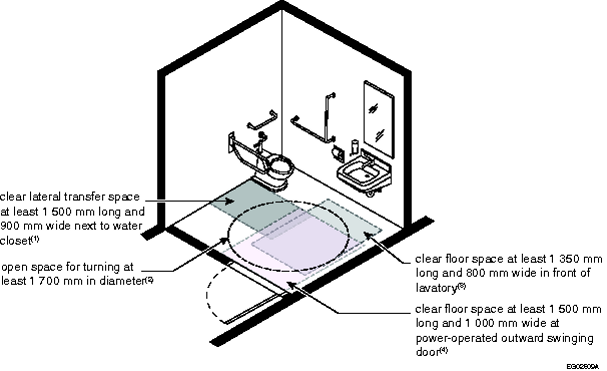 clear lateral transfer space
at least 1 500 mm long and
900 mm wide next to water
closet(1)
open space for turning at
least 1 700 mm in diameter(2)
clear floor space at least 1 350 mm
long and 800 mm wide in front of
lavatory(3)
clear floor space at least 1 500 mm
long and 1 000 mm wide at
power-operated outward swinging
door(4)
EG02809A